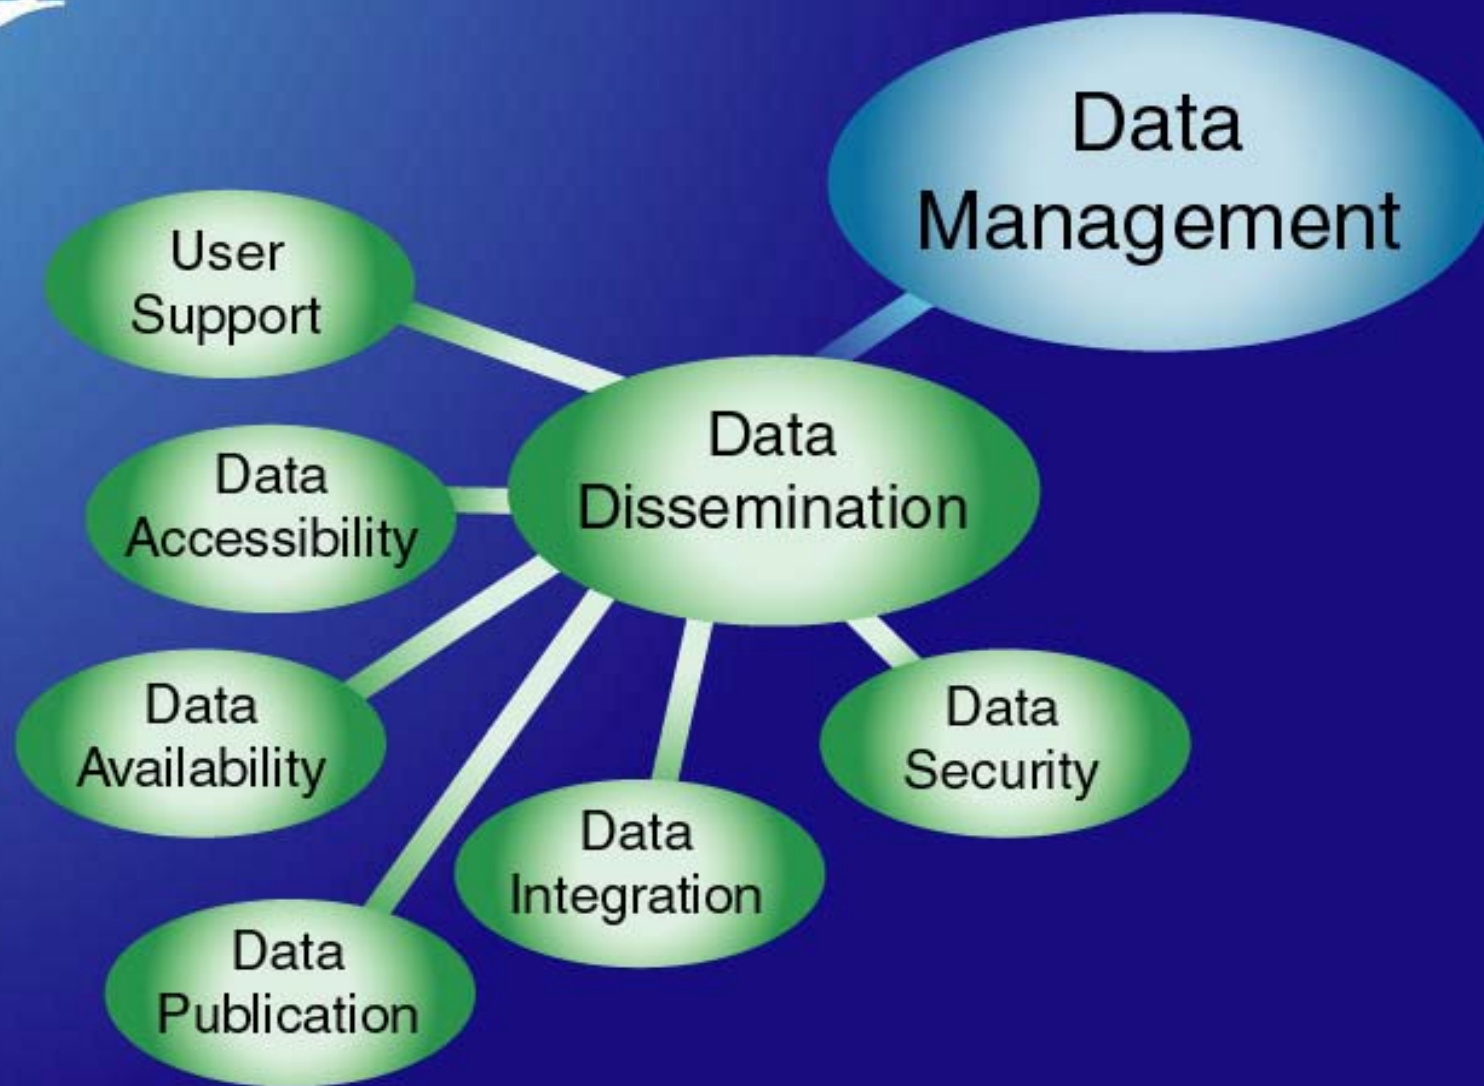 Data
Management
User
Support
Data
Dissemination
Data
Accessibility
Data
Availability
Data
Security
Data
Integration
Data
Publication